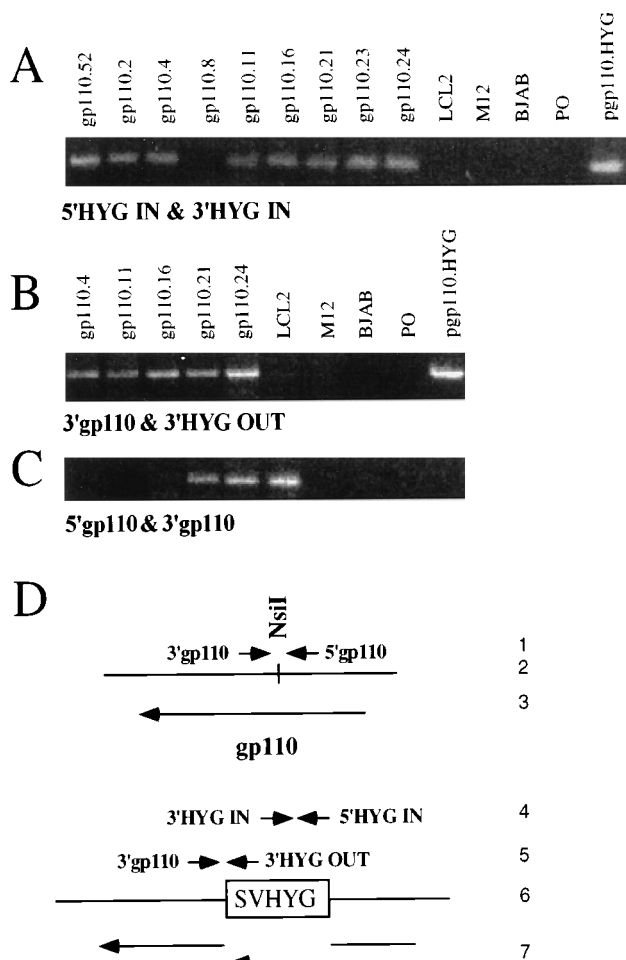 A
gp110.52
gp110.2
gp110.4
gp110.8
gp110.11
gp110.16
gp110.21
gp110.23
gp110.24
LCL2
M12
BJAB
PO
pgp110.HYG
5'HYG IN & 3'HYG IN
B
gp110.4
gp110.11
gp110.16
gp110.21
gp110.24
LCL2
M12
BJAB
PO
pgp110.HYG
3'gp110 & 3'HYG OUT
C
5'gp110 & 3'gp110
D
NsiI
3'gp110 5'gp110 1
2
3
gp110
3'HYG IN 5'HYG IN 4
3'gp110 3'HYG OUT 5
SVHYG 6
7